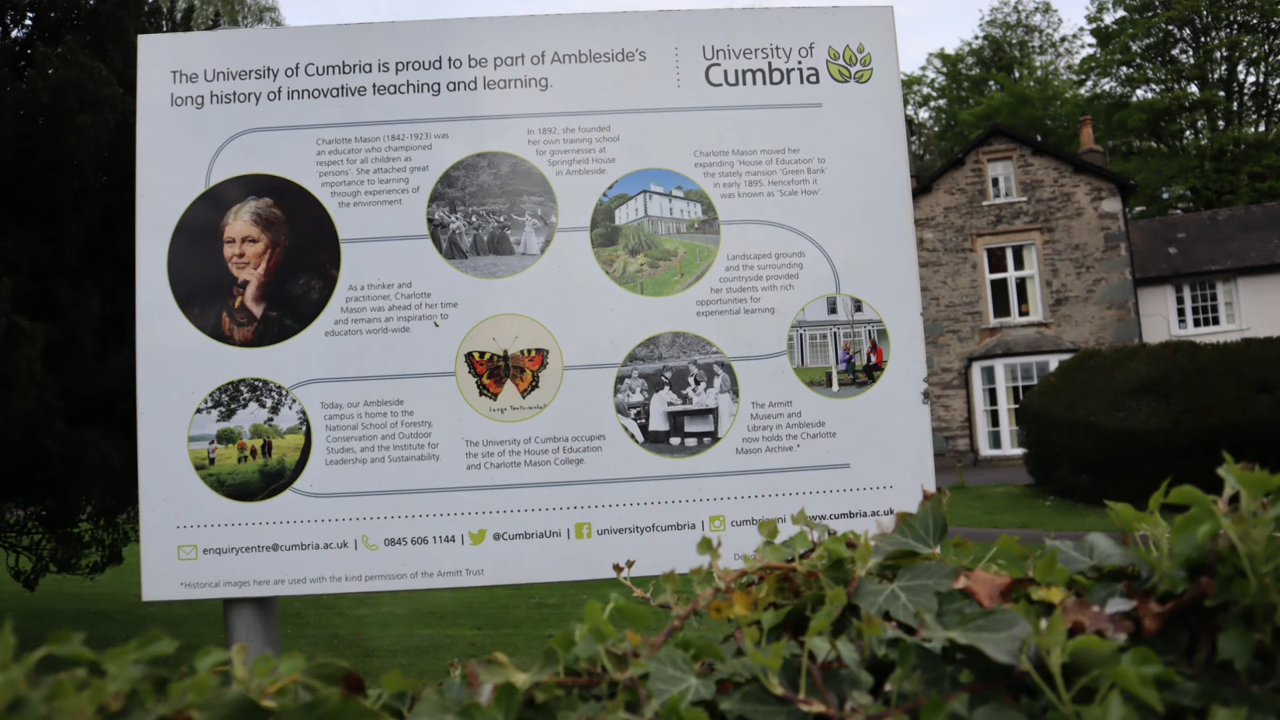 The University of Cumbria is proud to be part of Ambleside's
long history of innovative teaching and learning.
University of
Cumbria
Charlotte Mason (1842-1923) was
an educator who championed
respect for all children as
'persons'. She attached great
importance to learning
through experiences of
the environment.
In 1892, she founded
her own training school
for governesses at
Springfield House
in Ambleside.
Charlotte Mason moved her
expanding 'House of Education' to
the stately mansion 'Green Bank'
in early 1895. Henceforth it
was known as 'Scale How'.
As a thinker and
practitioner, Charlotte
Mason was ahead of her time
and remains an inspiration to
educators world-wide.
Landscaped grounds
and the surrounding
countryside provided
her students with rich
opportunities for
experiential learning.
Today, our Ambleside
campus is home to the
National School of Forestry,
Conservation and Outdoor
Studies, and the Institute for
Leadership and Sustainability.
Large Tortoiseshell
The University of Cumbria occupies
the site of the House of Education
and Charlotte Mason College.
The Armitt
Museum and
Library in Ambleside
now holds the Charlotte
Mason Archive.*
enquirycentre@cumbria.ac.uk | 0845 606 1144 | @CumbriaUni | universityofcumbria | cumbriauni www.cumbria.ac.uk
*Historical images here are used with the kind permission of the Armitt Trust